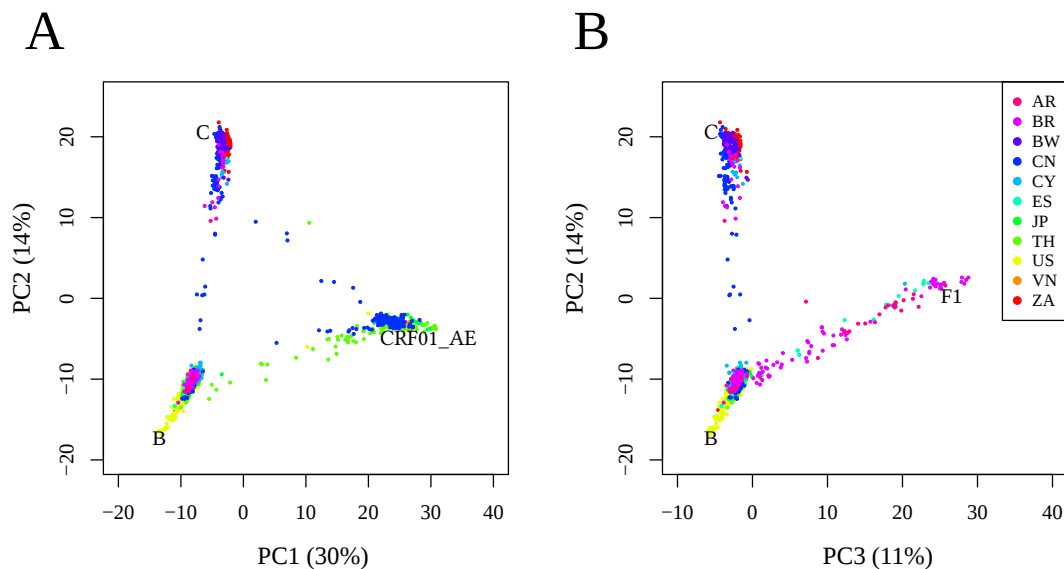 A
B
C
CRF01_AE
B
20
10
0
−10
−20
PC2 (14%)
−20 −10 0 10 20 30 40
PC1 (30%)
C
F1
B
20
10
0
−10
−20
PC2 (14%)
0 10 20 30 40
PC3 (11%)
AR
BR
BW
CN
CY
ES
JP
TH
US
VN
ZA